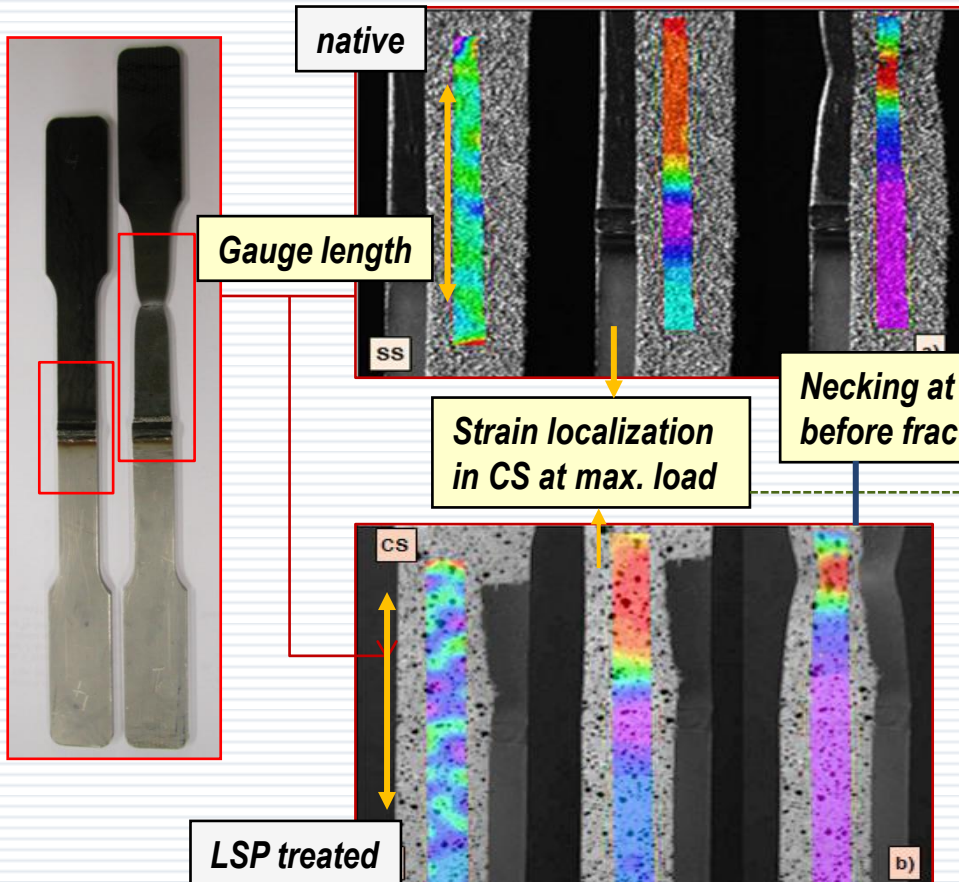 native
Gauge length
SS
a)
Strain localization
in CS at max. load
Necking at
before frac
CS
LSP treated
b)